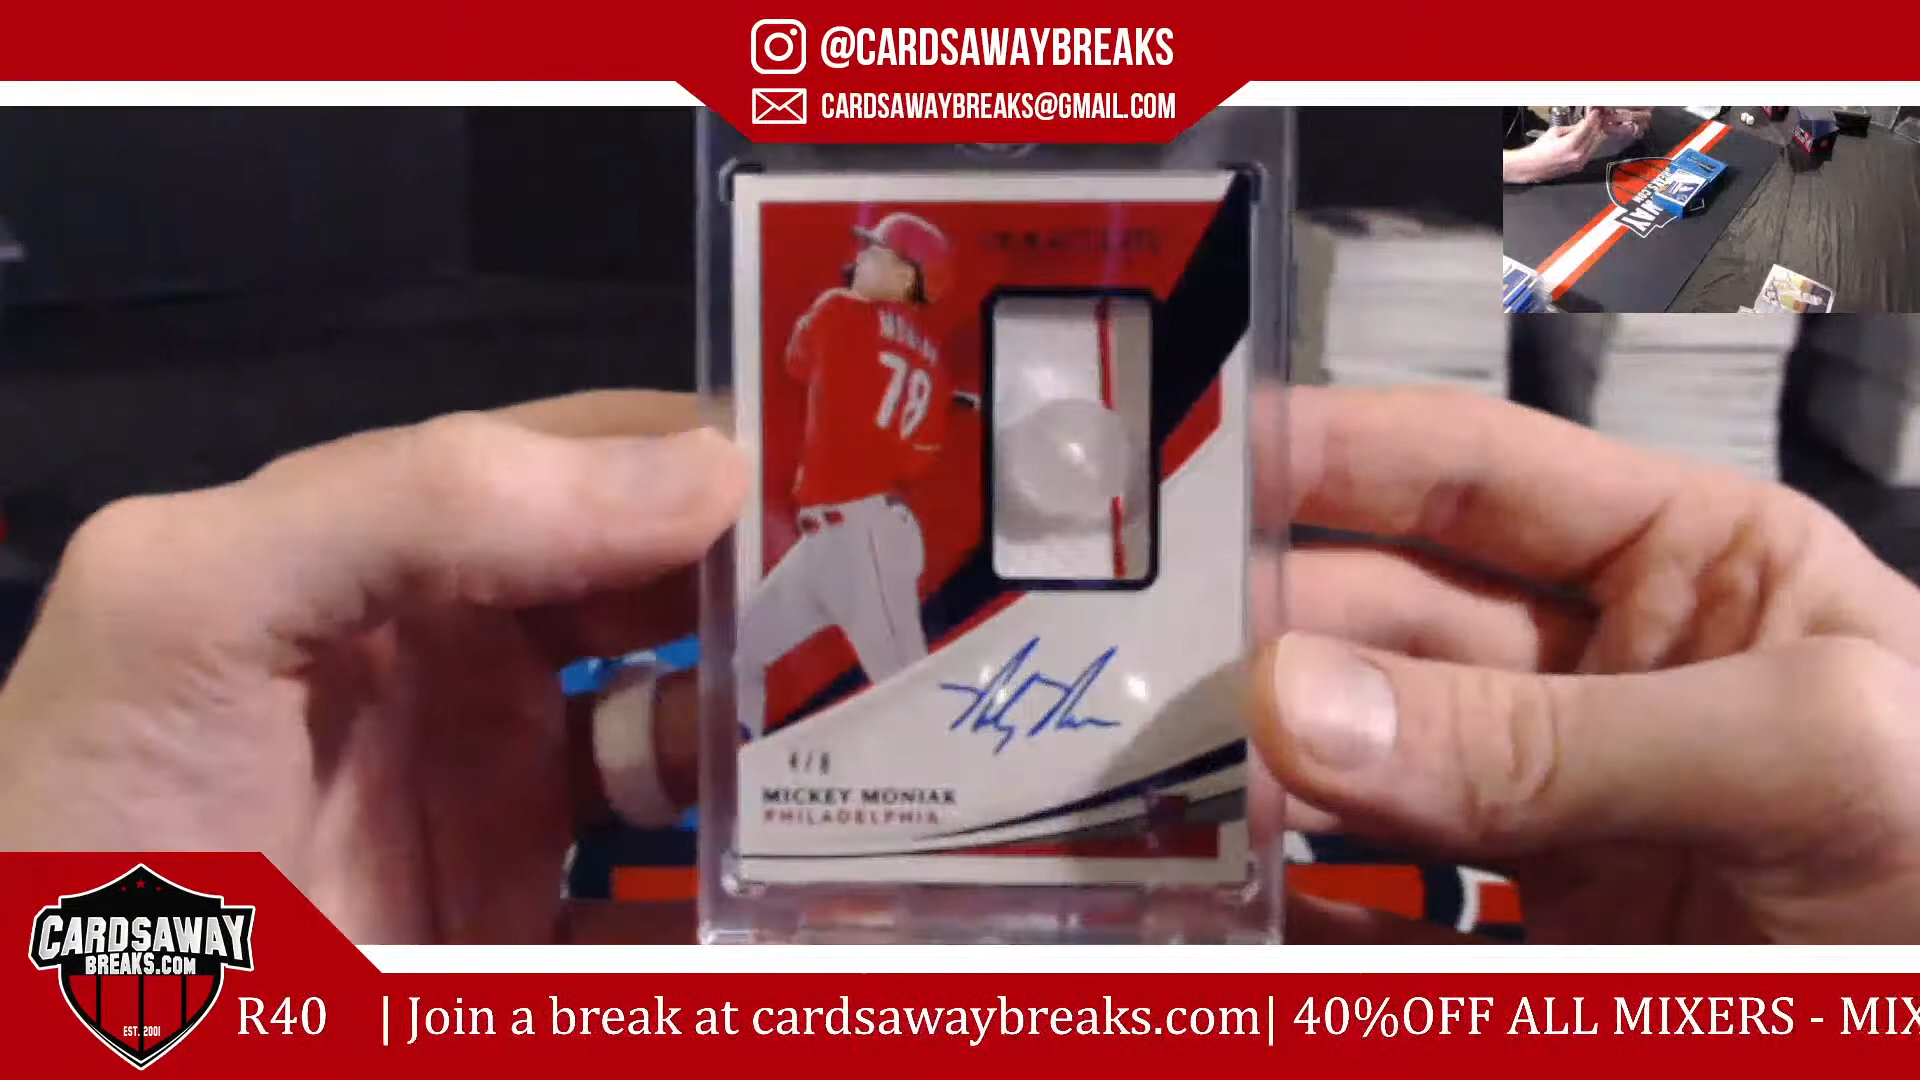 @CARDSAWAYBREAKS
CARDSAWAYBREAKS@GMAIL.COM
IMMACULATE
MONIAK
78
4/8
MICKEY MONIAK
PHILADELPHIA
CARDSAWAY
BREAKS.COM
EST. 2001
R40 | Join a break at cardsawaybreaks.com| 40%OFF ALL MIXERS - MIX